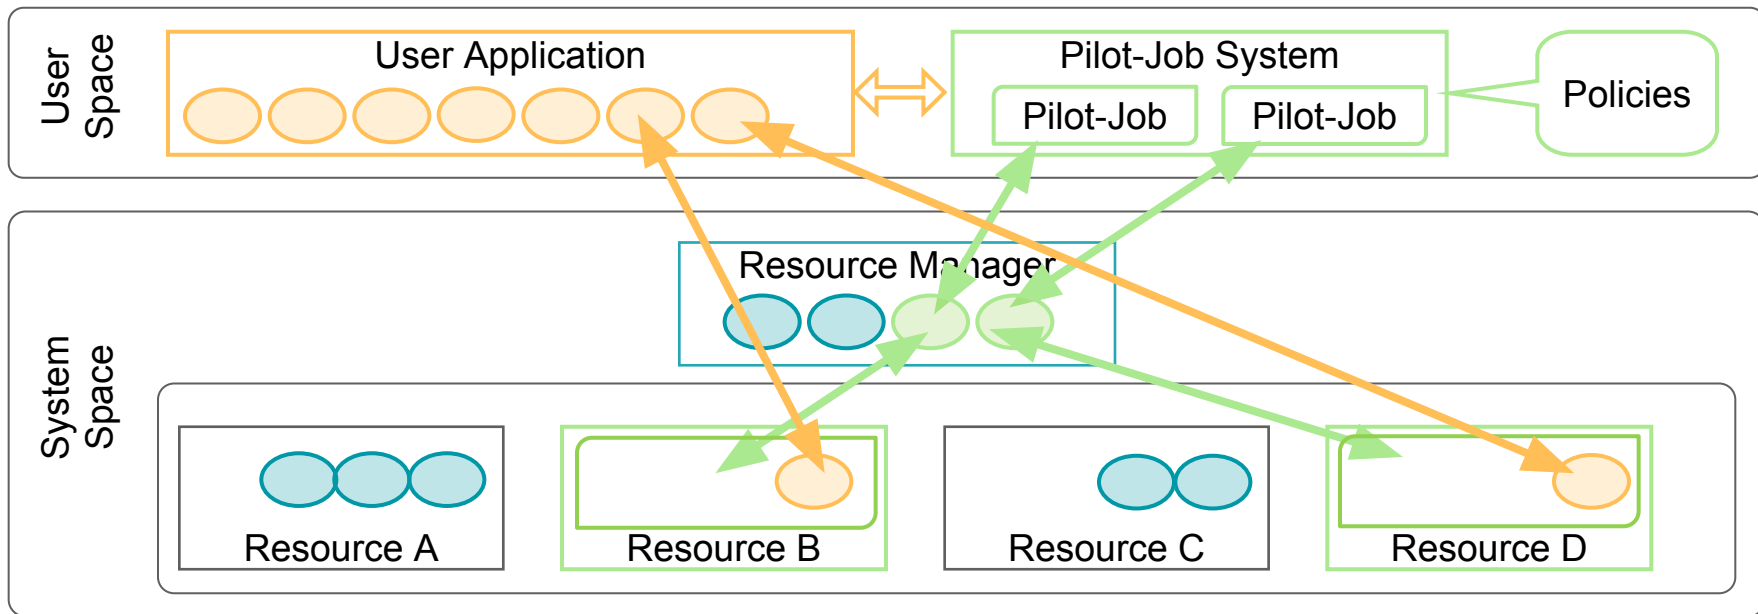 User
Space
User Application
Pilot-Job System
Pilot-Job
Pilot-Job
Policies
System
Space
Resource Manager
Resource A
Resource B
Resource C
Resource D